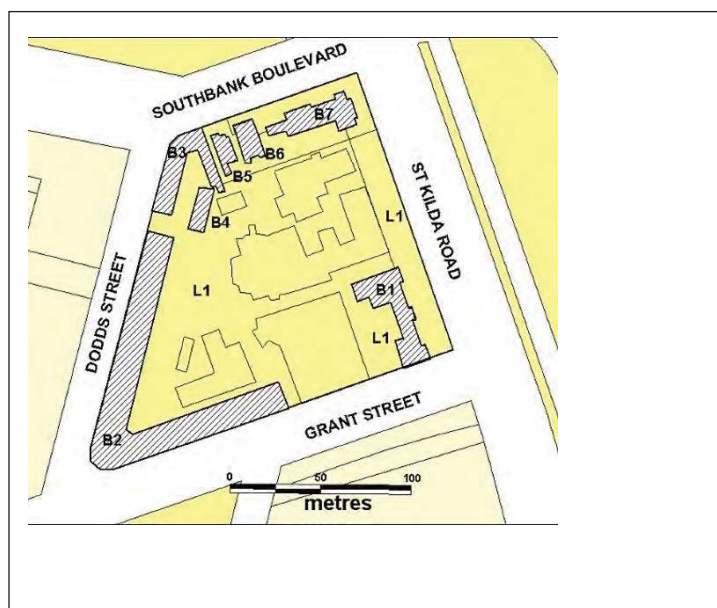 SOUTHBANK BOULEVARD
B7
B3
B6
B5
B4
L1
ST KILDA ROAD
DODDS STREET
L1
B1
L1
GRANT STREET
B2
0 50 100
metres